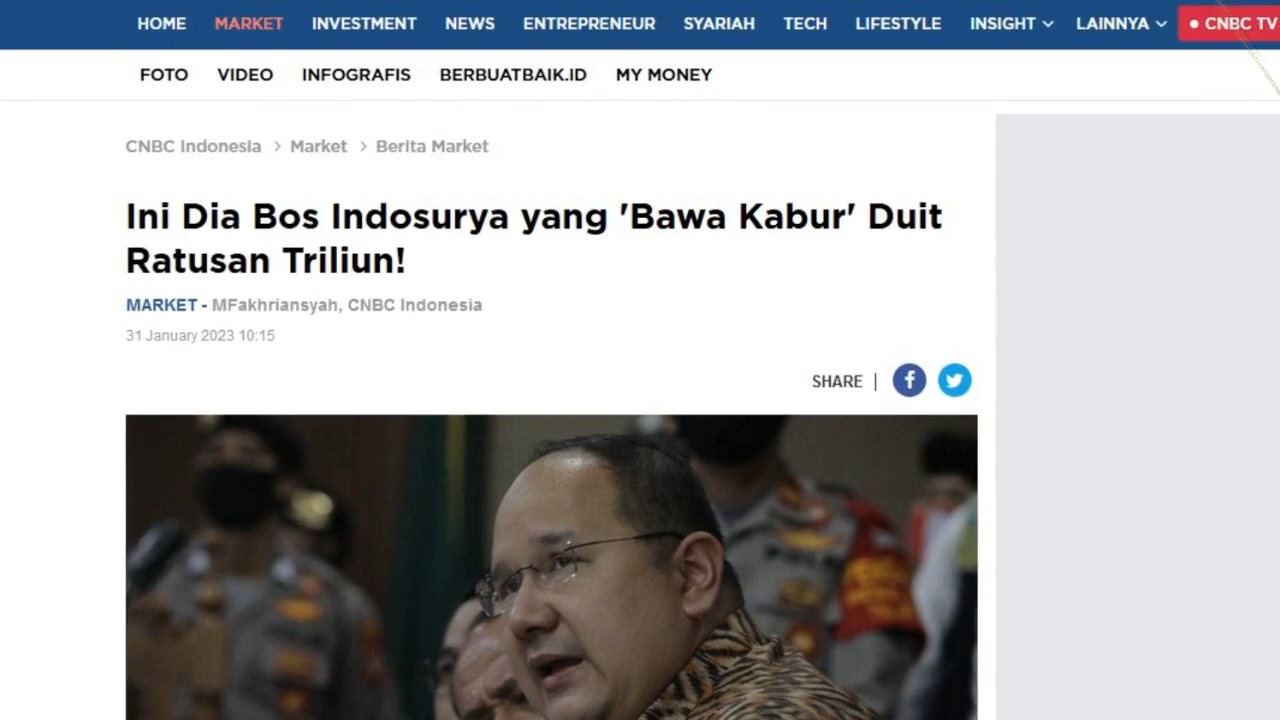 HOME MARKET INVESTMENT NEWS ENTREPRENEUR SYARIAH TECH LIFESTYLE INSIGHT LAINNYA CNBC TV
FOTO VIDEO INFOGRAFIS BERBUATBAIK.ID MY MONEY
CNBC Indonesia > Market > Berita Market
Ini Dia Bos Indosurya yang 'Bawa Kabur' Duit
Ratusan Triliun!
MARKET - MFakhriansyah, CNBC Indonesia
31 January 2023 10:15
SHARE |